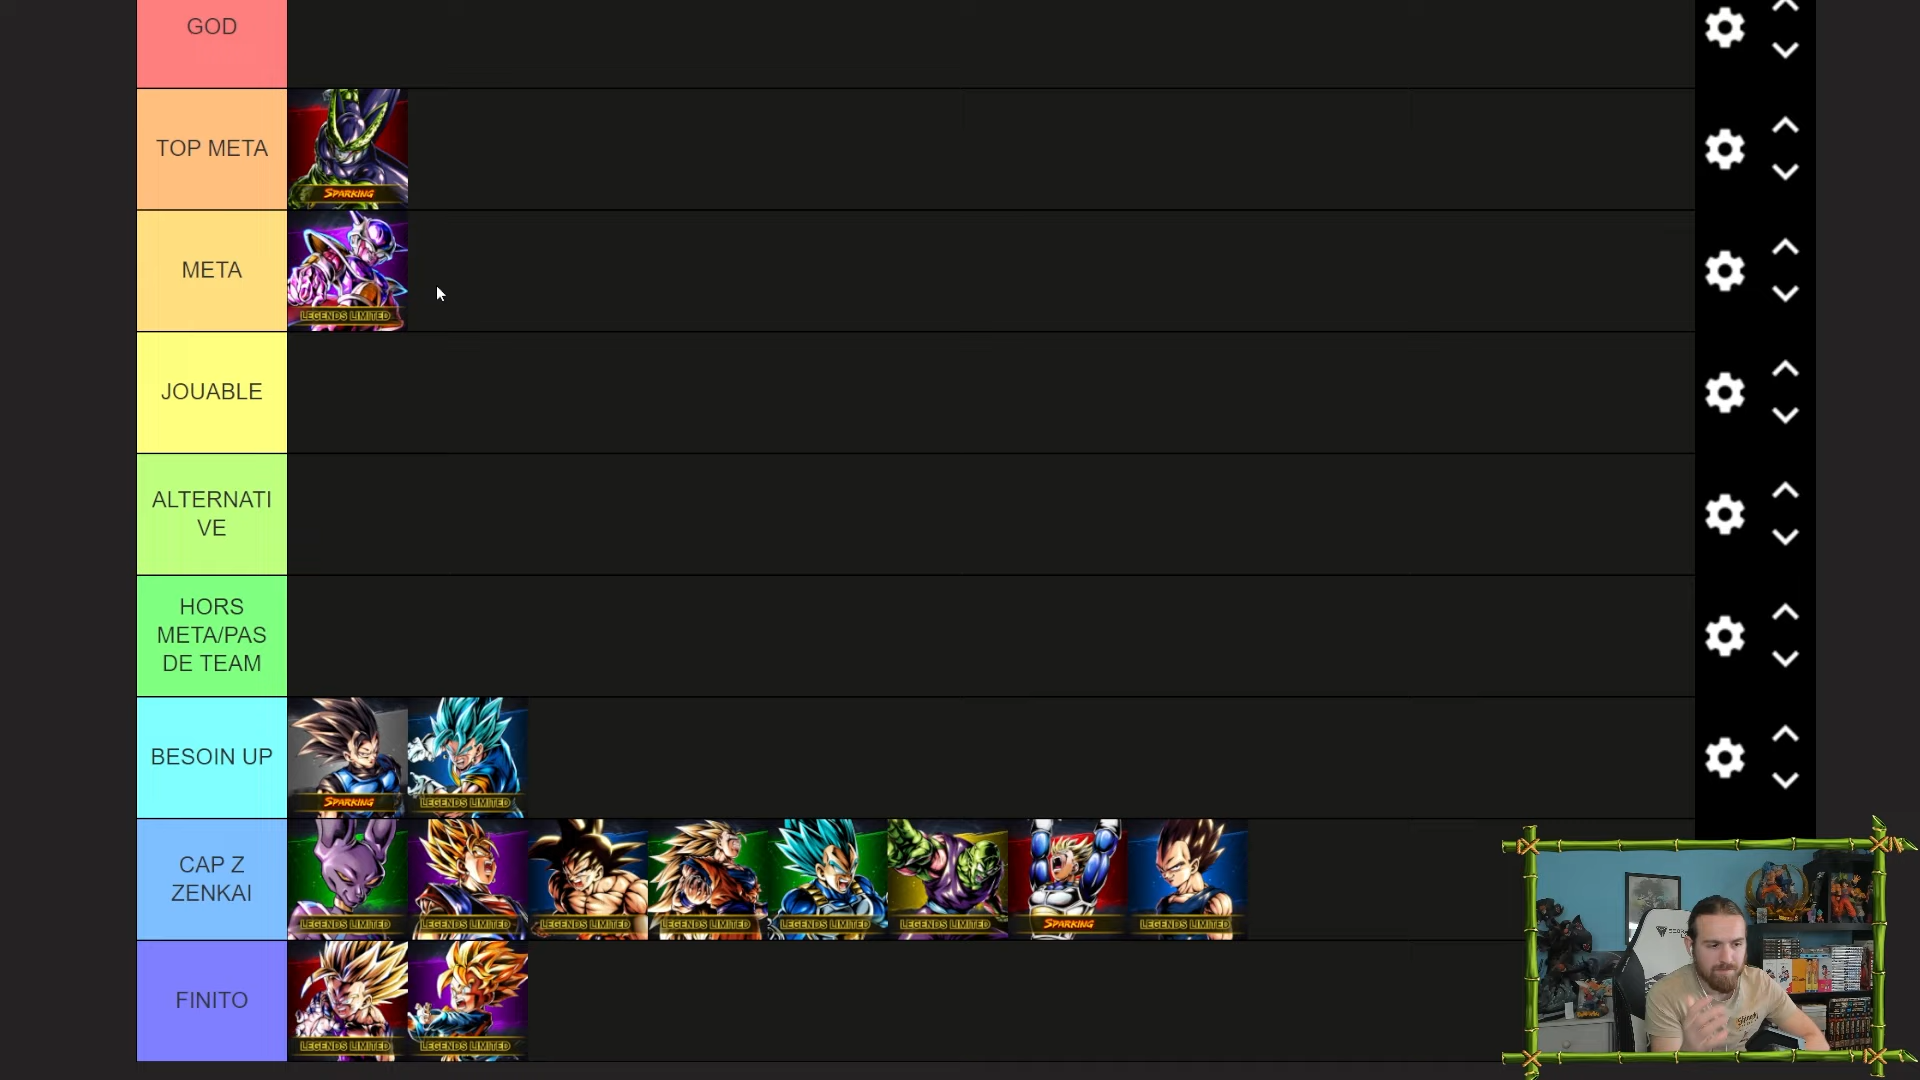 GOD
TOP META
SPARKING
META
LEGENDS LIMITED
JOUABLE
ALTERNATI
VE
HORS
META/PAS
DE TEAM
BESOIN UP
SPARKING
LEGENDS LIMITED
CAP Z
ZENKAI
LEGENDS LIMITED
LEGENDS LIMITED
LEGENDS LIMITED
LEGENDS LIMITED
LEGENDS LIMITED
LEGENDS LIMITED
SPARKING
LEGENDS LIMITED
FINITO
LEGENDS LIMITED
LEGENDS LIMITED